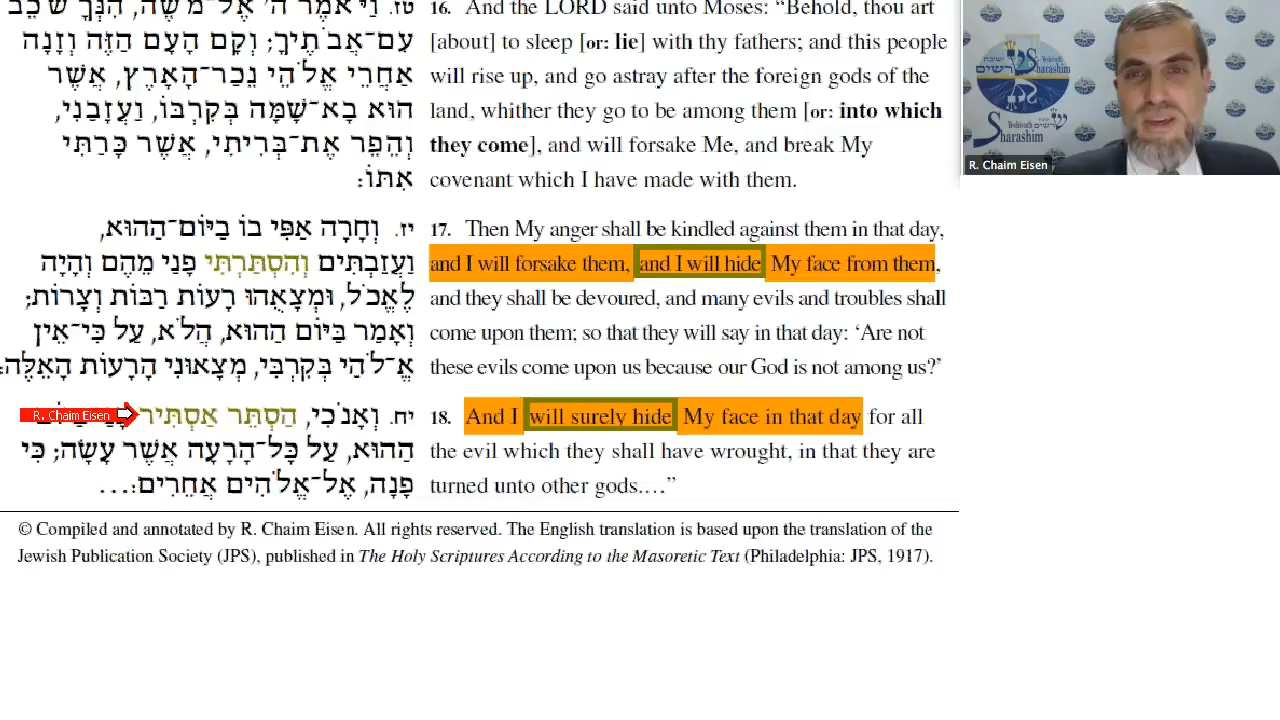 טז. וַיֹּאמֶר ה' אֶל־מֹשֶׁה, הִנְּךָ שֹׁכֵב
עִם־אֲבֹתֶיךָ; וְקָם הָעָם הַזֶּה וְזָנָה
אַחֲרֵי אֱלֹהֵי נֵכַר־הָאָרֶץ, אֲשֶׁר
הוּא בָא־שָׁמָּה בְּקִרְבּוֹ, וַעֲזָבַנִי,
וְהֵפֵר אֶת־בְּרִיתִי, אֲשֶׁר כָּרַתִּי
אִתּוֹ:
16. And the LORD said unto Moses: “Behold, thou art
[about] to sleep [or: lie] with thy fathers; and this people
will rise up, and go astray after the foreign gods of the
land, whither they go to be among them [or: into which
they come], and will forsake Me, and break My
covenant which I have made with them.
יז. וְחָרָה אַפִּי בוֹ בַיּוֹם־הַהוּא,
וַעֲזַבְתִּים וְהִסְתַּרְתִּי פָנַי מֵהֶם וְהָיָה
לֶאֱכֹל, וּמְצָאֻהוּ רָעוֹת רַבּוֹת וְצָרוֹת;
וְאָמַר בַּיּוֹם הַהוּא, הֲלֹא, עַל כִּי־אֵין
אֱ־לֹהַי בְּקִרְבִּי, מְצָאוּנִי הָרָעוֹת הָאֵלֶּה:
17. Then My anger shall be kindled against them in that day,
and I will forsake them, and I will hide My face from them,
and they shall be devoured, and many evils and troubles shall
come upon them; so that they will say in that day: ‘Are not
these evils come upon us because our God is not among us?’
יח. וְאָנֹכִי, הַסְתֵּר אַסְתִּיר
הַהוּא, עַל כָּל־הָרָעָה אֲשֶׁר עָשָׂה; כִּי
פָנָה, אֶל־אֱלֹהִים אֲחֵרִים:...
R. Chaim Eisen
18. And I will surely hide My face in that day for all
the evil which they shall have wrought, in that they are
turned unto other gods.…”
© Compiled and annotated by R. Chaim Eisen. All rights reserved. The English translation is based upon the translation of the
Jewish Publication Society (JPS), published in The Holy Scriptures According to the Masoretic Text (Philadelphia: JPS, 1917).
ישיבת
שרשים
Yeshivath
Sharashim
Yeshivath שרשים
Sharashim
R. Chaim Eisen